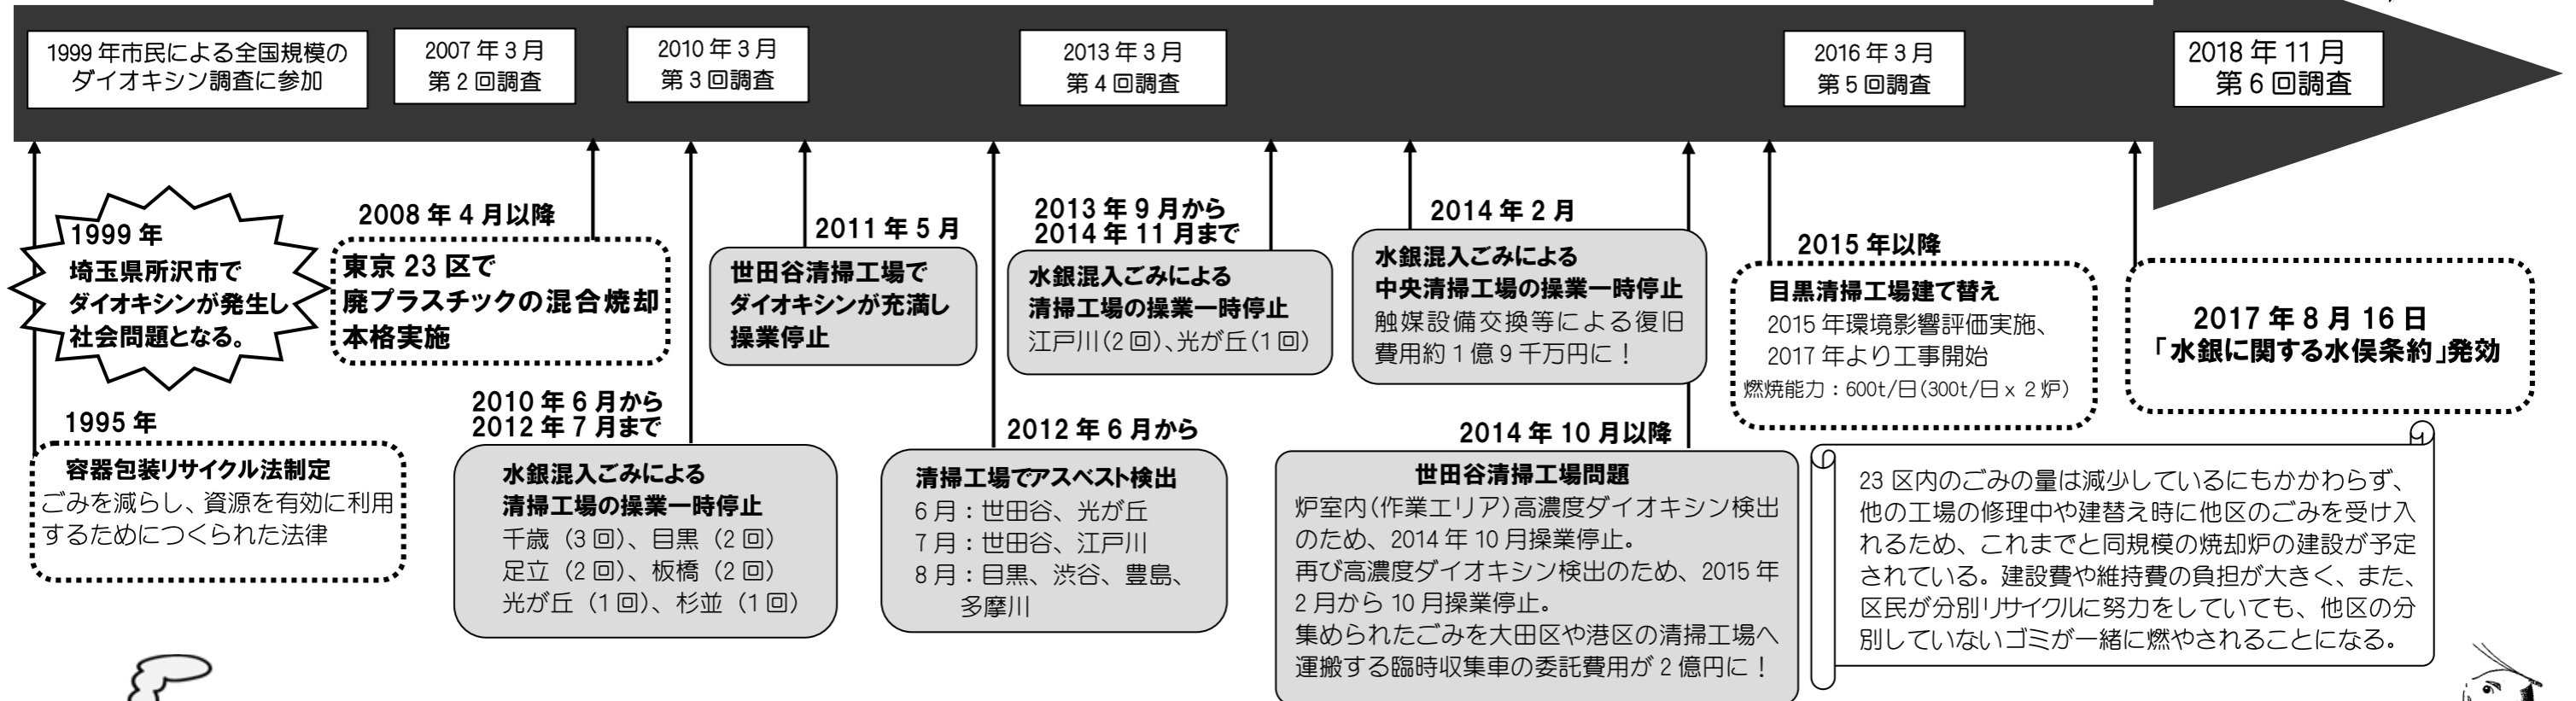 1999年市民による全国規模の
ダイオキシン調査に参加
2007年3月
第2回調査
2010年3月
第3回調査
2013年3月
第4回調査
2016年3月
第5回調査
2018年11月
第6回調査
1999年
埼玉県所沢市で
ダイオキシンが発生し
社会問題となる。
1995年
容器包装リサイクル法制定
ごみを減らし、資源を有効に利用
するためにつくられた法律
2008年4月以降
東京23区で
廃プラスチックの混合焼却
本格実施
2010年6月から
2012年7月まで
水銀混入ごみによる
清掃工場の操業一時停止
千歳（3回）、目黒（2回）
足立（2回）、板橋（2回）
光が丘（1回）、杉並（1回）
2011年5月
世田谷清掃工場で
ダイオキシンが充満し
操業停止
2012年6月から
清掃工場でアスベスト検出
6月：世田谷、光が丘
7月：世田谷、江戸川
8月：目黒、渋谷、豊島、
多摩川
2013年9月から
2014年11月まで
水銀混入ごみによる
清掃工場の操業一時停止
江戸川(2回)、光が丘(1回)
2014年2月
水銀混入ごみによる
中央清掃工場の操業一時停止
触媒設備交換等による復旧
費用約1億9千万円に！
2014年10月以降
世田谷清掃工場問題
炉室内(作業エリア)高濃度ダイオキシン検出
のため、2014年10月操業停止。
再び高濃度ダイオキシン検出のため、2015年
2月から10月操業停止。
集められたごみを大田区や港区の清掃工場へ
運搬する臨時収集車の委託費用が2億円に！
2015年以降
目黒清掃工場建て替え
2015年環境影響評価実施、
2017年より工事開始
燃焼能力：600t/日(300t/日x2炉)
2017年8月16日
「水銀に関する水俣条約」発効
23区内のごみの量は減少しているにもかかわらず、
他の工場の修理中や建替え時に他区のごみを受け入
れるため、これまでと同規模の焼却炉の建設が予定
されている。建設費や維持費の負担が大きく、また、
区民が分別リサイクルに努力をしていても、他区の分
別していないゴミが一緒に燃やされることになる。